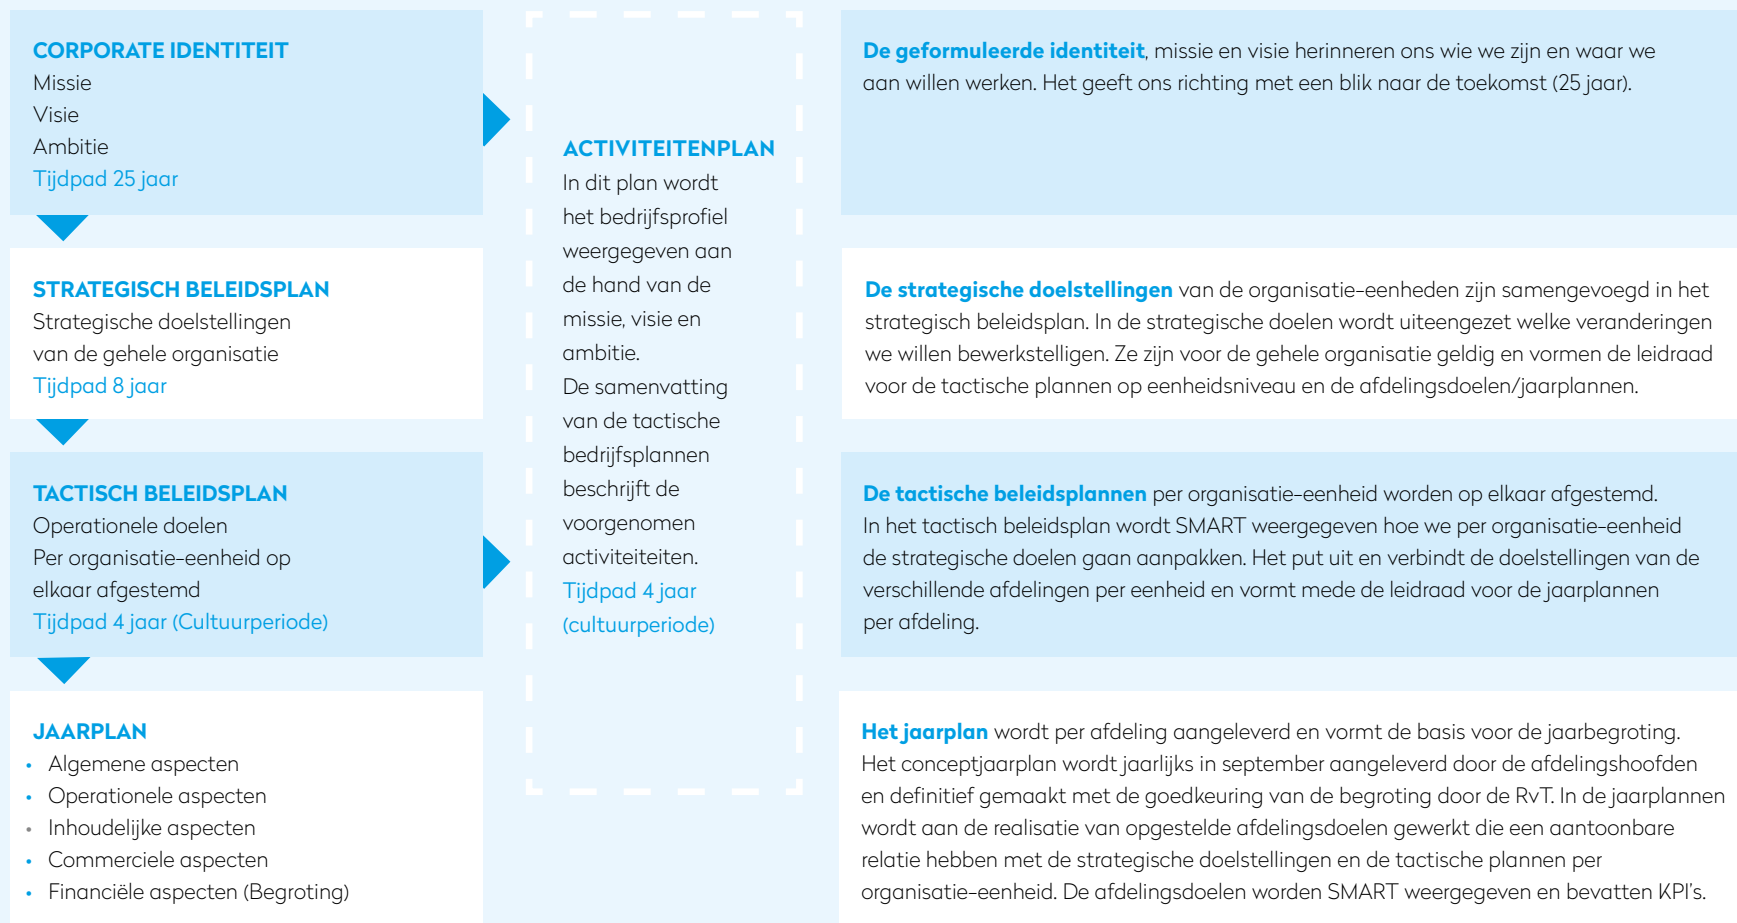 CORPORATE IDENTITEIT
Missie
Visie
Ambitie
Tijdpad 25 jaar
STRATEGISCH BELEIDSPLAN
Strategische doelstellingen
van de gehele organisatie
Tijdpad 8 jaar
TACTISCH BELEIDSPLAN
Operationele doelen
Per organisatie-eenheid op
elkaar afgestemd
Tijdpad 4 jaar (Cultuurperiode)
JAARPLAN
• Algemene aspecten
• Operationele aspecten
• Inhoudelijke aspecten
• Commerciele aspecten
• Financiële aspecten (Begroting)
ACTIVITEITENPLAN
In dit plan wordt
het bedrijfsprofiel
weergegeven aan
de hand van de
missie, visie en
ambitie.
De samenvatting
van de tactische
bedrijfsplannen
beschrijft de
voorgenomen
activiteiteiten.
Tijdpad 4 jaar
(cultuurperiode)
De geformuleerde identiteit, missie en visie herinneren ons wie we zijn en waar we
aan willen werken. Het geeft ons richting met een blik naar de toekomst (25 jaar).
De strategische doelstellingen van de organisatie-eenheden zijn samengevoegd in het
strategisch beleidsplan. In de strategische doelen wordt uiteengezet welke veranderingen
we willen bewerkstelligen. Ze zijn voor de gehele organisatie geldig en vormen de leidraad
voor de tactische plannen op eenheidsniveau en de afdelingsdoelen/jaarplannen.
De tactische beleidsplannen per organisatie-eenheid worden op elkaar afgestemd.
In het tactisch beleidsplan wordt SMART weergegeven hoe we per organisatie-eenheid
de strategische doelen gaan aanpakken. Het put uit en verbindt de doelstellingen van de
verschillende afdelingen per eenheid en vormt mede de leidraad voor de jaarplannen
per afdeling.
Het jaarplan wordt per afdeling aangeleverd en vormt de basis voor de jaarbegroting.
Het conceptjaarplan wordt jaarlijks in september aangeleverd door de afdelingshoofden
en definitief gemaakt met de goedkeuring van de begroting door de RvT. In de jaarplannen
wordt aan de realisatie van opgestelde afdelingsdoelen gewerkt die een aantoonbare
relatie hebben met de strategische doelstellingen en de tactische plannen per
organisatie-eenheid. De afdelingsdoelen worden SMART weergegeven en bevatten KPI's.